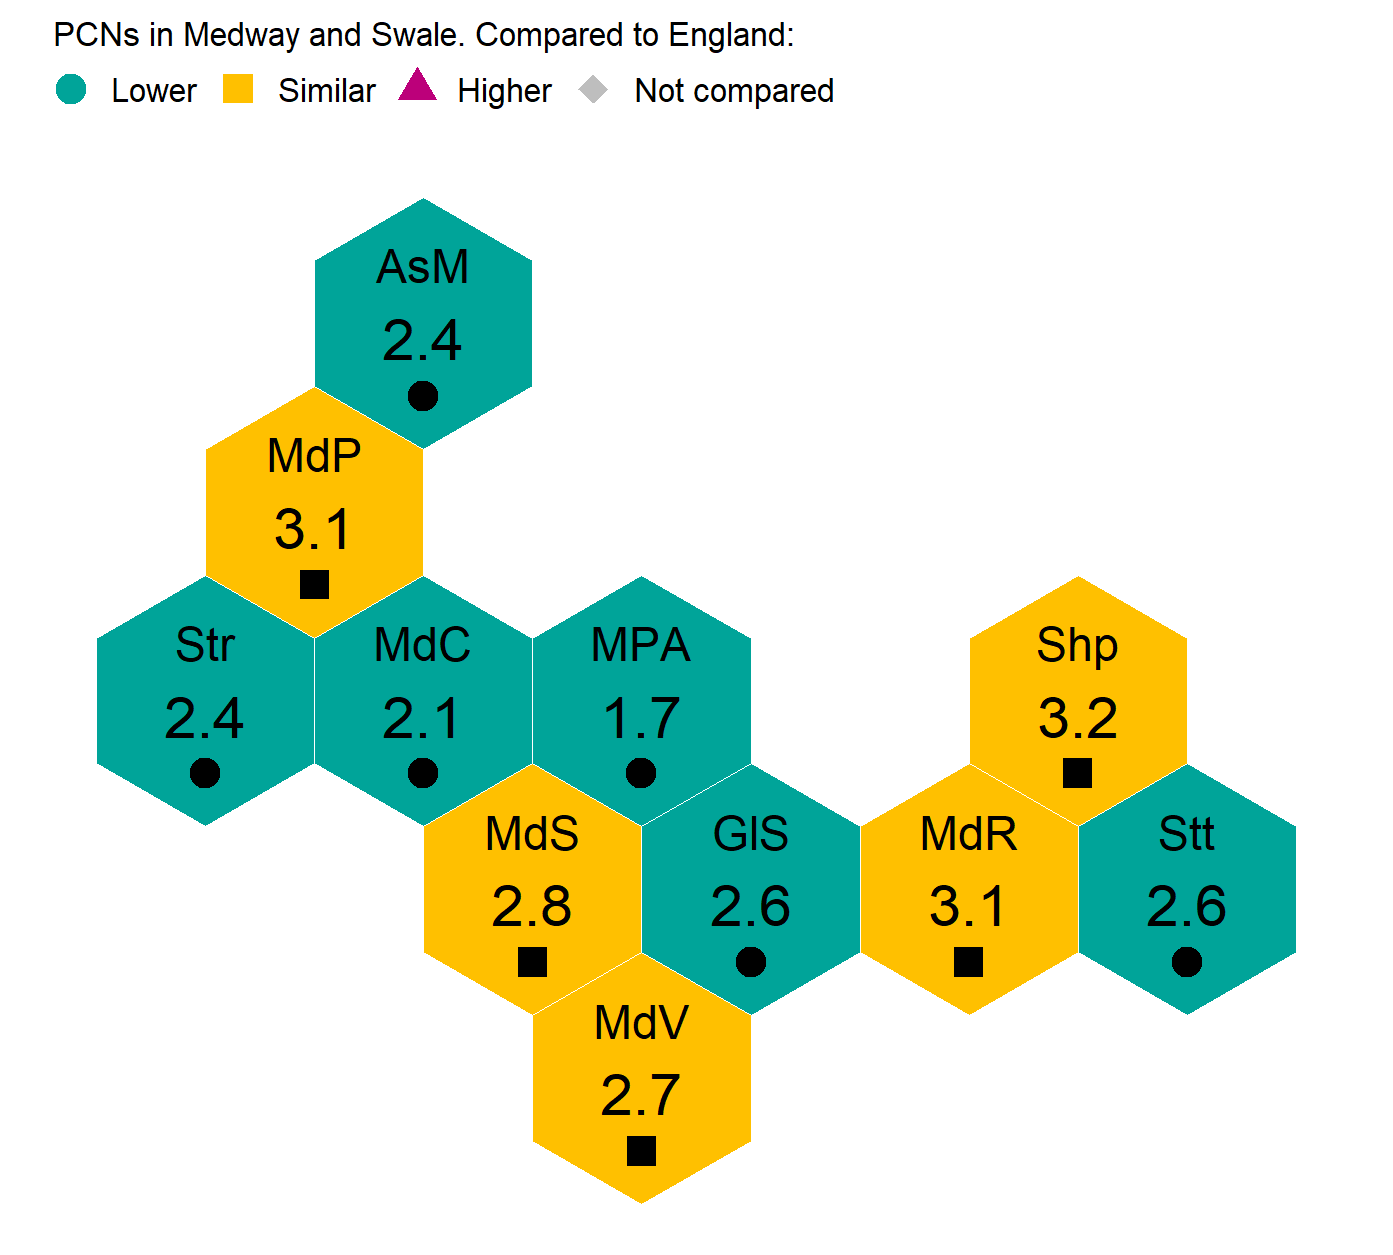 PCNs in Medway and Swale. Compared to England:
Lower Similar Higher Not compared
AsM
2.4
MdP
3.1
Str
2.4
MdC
2.1
MPA
1.7
Shp
3.2
MdS
2.8
GlS
2.6
MdR
3.1
Stt
2.6
MdV
2.7